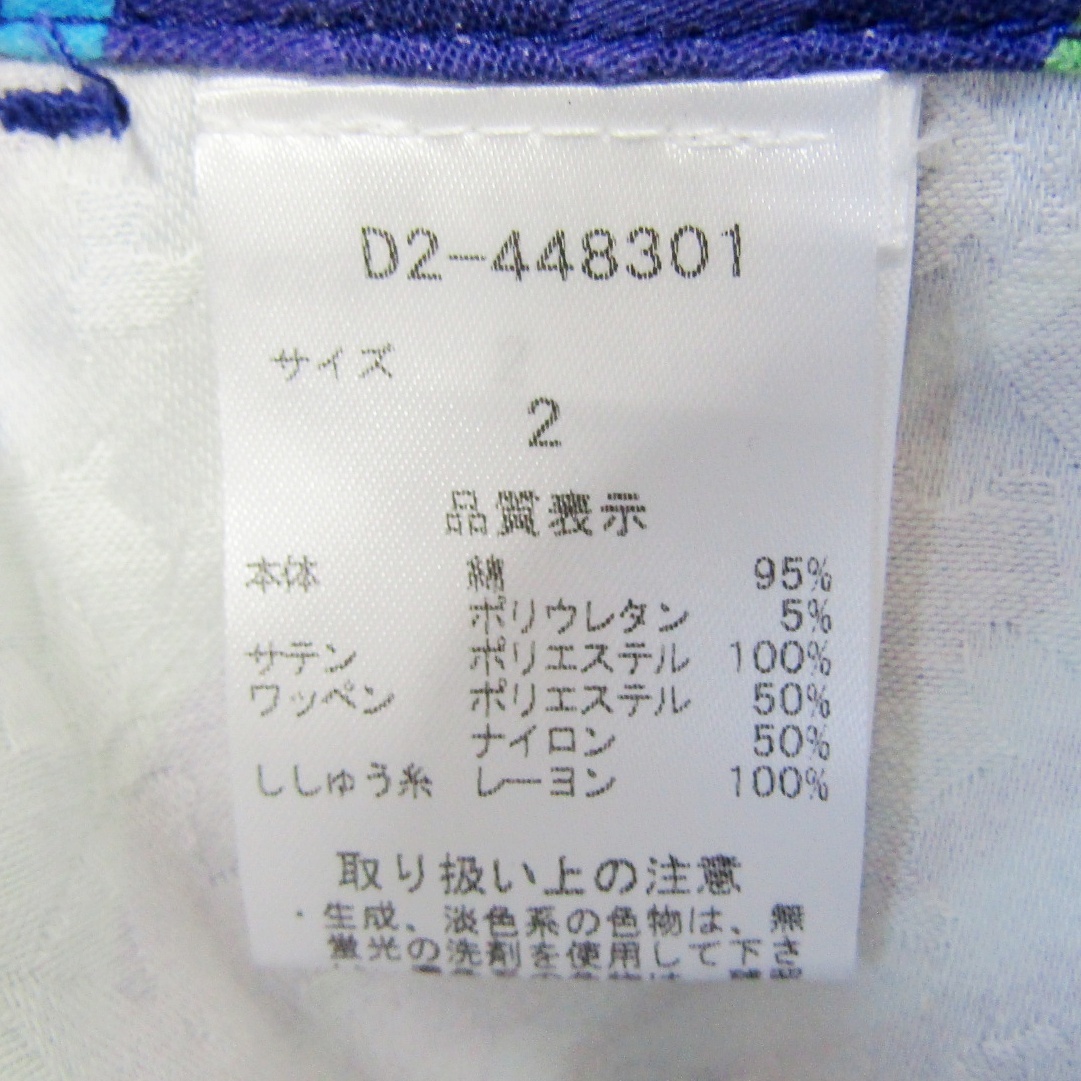 D2-448301
サイズ
2
品質表示
本体 綿 95%
ポリウレタン 5%
サテン ポリエステル 100%
ワッペン ポリエステル 50%
ナイロン 50%
ししゅう糸 レーヨン 100%
取り扱い上の注意
・生成、淡色系の色物は、無
蛍光の洗剤を使用して下さ